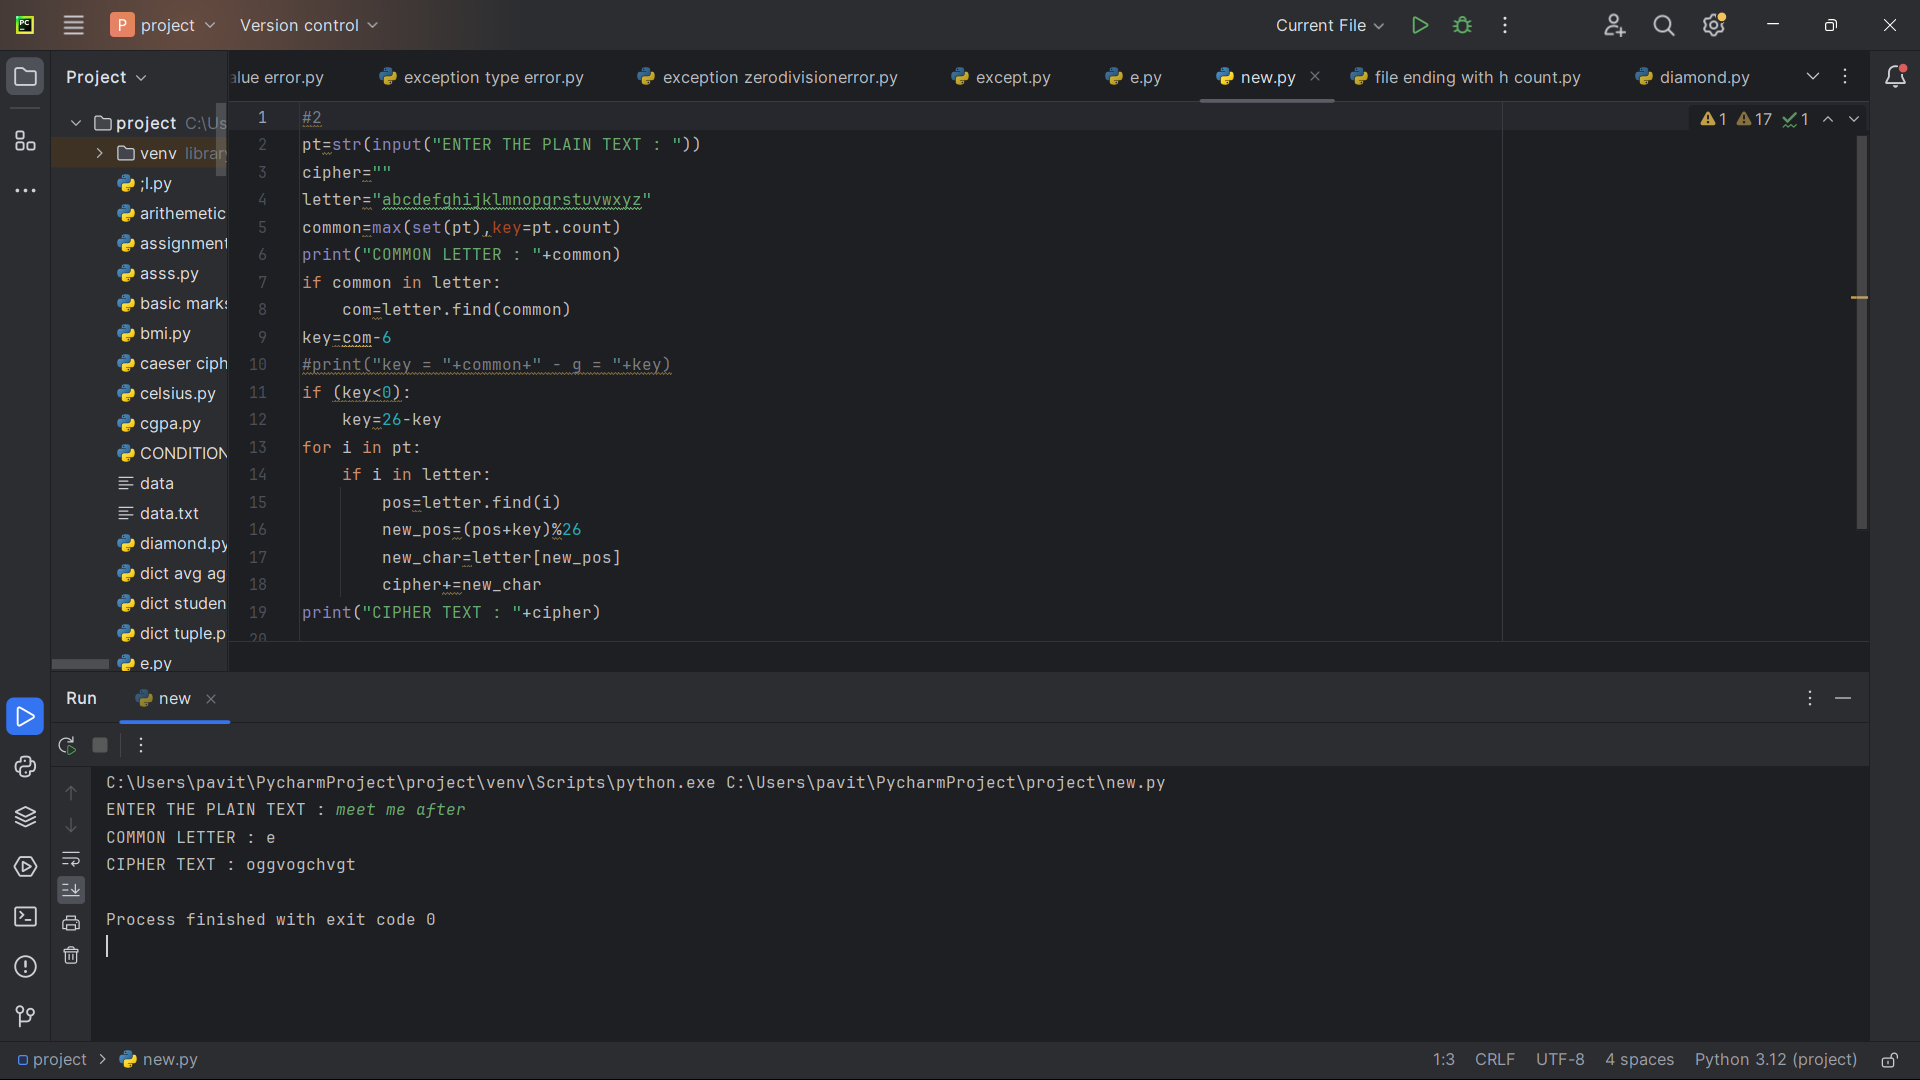 PC
P project
Version control
Current File
Project
alue error.py
exception type error.py
exception zerodivisionerror.py
except.py
e.py
new.py
file ending with h count.py
diamond.py
project C:\Us
venv library
;l.py
arithemetic
assignment
asss.py
basic marks
bmi.py
caeser ciph
celsius.py
cgpa.py
CONDITION
data
data.txt
diamond.py
dict avg ag
dict studen
dict tuple.p
e.py
1 17 1
1 #2
2 pt=str(input("ENTER THE PLAIN TEXT : "))
3 cipher=""
4 letter="abcdefghijklmnopqrstuvwxyz"
5 common=max(set(pt),key=pt.count)
6 print("COMMON LETTER : "+common)
7 if common in letter:
8 com=letter.find(common)
9 key=com-6
10 #print("key = "+common+" - g = "+key)
11 if (key<0):
12 key=26-key
13 for i in pt:
14 if i in letter:
15 pos=letter.find(i)
16 new_pos=(pos+key)%26
17 new_char=letter[new_pos]
18 cipher+=new_char
19 print("CIPHER TEXT : "+cipher)
20
Run
new
C:\Users\pavit\PycharmProject\project\venv\Scripts\python.exe C:\Users\pavit\PycharmProject\project\new.py
ENTER THE PLAIN TEXT : meet me after
COMMON LETTER : e
CIPHER TEXT : oggvogchvgt
Process finished with exit code 0
project > new.py
1:3 CRLF UTF-8 4 spaces Python 3.12 (project)